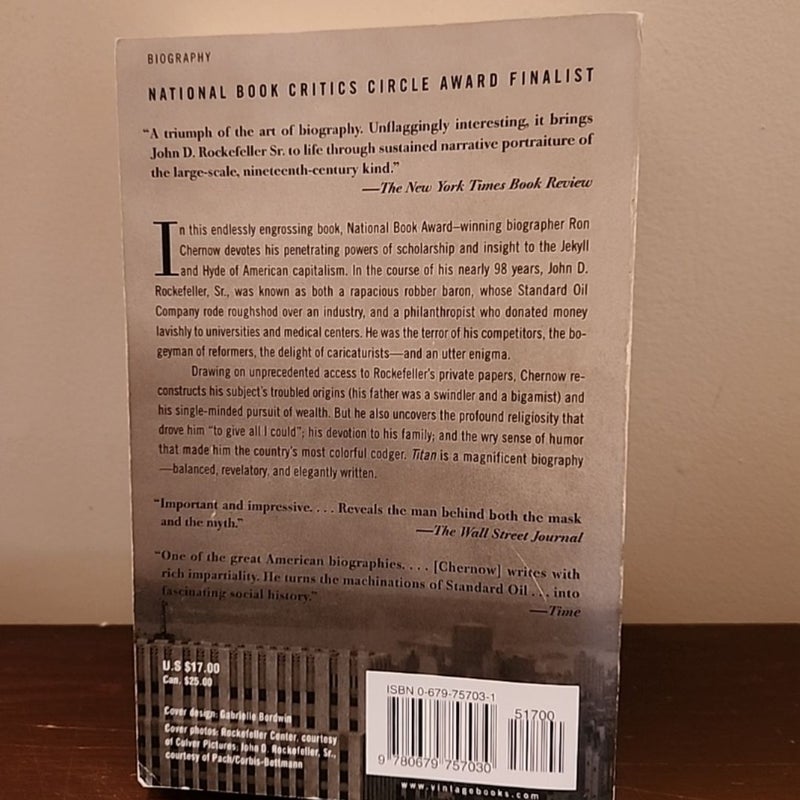 BIOGRAPHY
NATIONAL BOOK CRITICS CIRCLE AWARD FINALIST
“A triumph of the art of biography. Unflaggingly interesting, it brings
John D. Rockefeller Sr. to life through sustained narrative portraiture of
the large-scale, nineteenth-century kind.”
—The New York Times Book Review
In this endlessly engrossing book, National Book Award–winning biographer Ron
Chernow devotes his penetrating powers of scholarship and insight to the Jekyll
and Hyde of American capitalism. In the course of his nearly 98 years, John D.
Rockefeller, Sr., was known as both a rapacious robber baron, whose Standard Oil
Company rode roughshod over an industry, and a philanthropist who donated money
lavishly to universities and medical centers. He was the terror of his competitors, the bo-
geyman of reformers, the delight of caricaturists—and an utter enigma.
Drawing on unprecedented access to Rockefeller's private papers, Chernow re-
constructs his subject's troubled origins (his father was a swindler and a bigamist) and
his single-minded pursuit of wealth. But he also uncovers the profound religiosity that
drove him “to give all I could”; his devotion to his family; and the wry sense of humor
that made him the country's most colorful codger. Titan is a magnificent biography
—balanced, revelatory, and elegantly written.
“Important and impressive. . . . Reveals the man behind both the mask
and the myth.”
—The Wall Street Journal
“One of the great American biographies. . . . [Chernow] writes with
rich impartiality. He turns the machinations of Standard Oil . . . into
fascinating social history.”
—Time
U.S $17.00
Can. $25.00
Cover design: Gabrielle Bordwin
Cover photos: Rockefeller Center, courtesy
of Culver Pictures; John D. Rockefeller, Sr.,
courtesy of Pach/Corbis-Bettmann
ISBN 0-679-75703-1
51700
9 780679 757030
www.vintagebooks.com